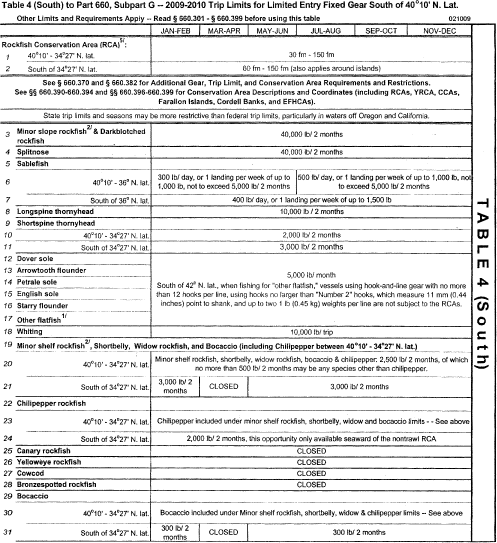 Table 4 (South) to Part 660, Subpart G -- 2009-2010 Trip Limits for Limited Entry Fixed Gear South of 40°10' N. Lat.
Other Limits and Requirements Apply -- Read § 660.301 - § 660.399 before using this table 021009
JAN-FEB MAR-APR MAY-JUN JUL-AUG SEP-OCT NOV-DEC
Rockfish Conservation Area (RCA)5/:
1 40°10' - 34°27' N. lat. 30 fm - 150 fm
2 South of 34°27' N. lat. 60 fm - 150 fm (also applies around islands)
See § 660.370 and § 660.382 for Additional Gear, Trip Limit, and Conservation Area Requirements and Restrictions.
See §§ 660.390-660.394 and §§ 660.396-660.399 for Conservation Area Descriptions and Coordinates (including RCAs, YRCA, CCAs,
Farallon Islands, Cordell Banks, and EFHCAs).
State trip limits and seasons may be more restrictive than federal trip limits, particularly in waters off Oregon and California.
3 Minor slope rockfish2/ & Darkblotched
rockfish 40,000 lb/ 2 months
4 Splitnose 40,000 lb/ 2 months
5 Sablefish
6 40°10' - 36° N. lat. 300 lb/ day, or 1 landing per week of up to
1,000 lb, not to exceed 5,000 lb/ 2 months
500 lb/ day, or 1 landing per week of up to 1,000 lb, not
to exceed 5,000 lb/ 2 months
7 South of 36° N. lat. 400 lb/ day, or 1 landing per week of up to 1,500 lb
8 Longspine thornyhead 10,000 lb / 2 months
9 Shortspine thornyhead
10 40°10' - 34°27' N. lat. 2,000 lb/ 2 months
11 South of 34°27' N. lat. 3,000 lb/ 2 months
12 Dover sole
13 Arrowtooth flounder
14 Petrale sole
15 English sole
16 Starry flounder
17 Other flatfish1/
5,000 lb/ month
South of 42° N. lat., when fishing for "other flatfish," vessels using hook-and-line gear with no more
than 12 hooks per line, using hooks no larger than "Number 2" hooks, which measure 11 mm (0.44
inches) point to shank, and up to two 1 lb (0.45 kg) weights per line are not subject to the RCAs.
18 Whiting 10,000 lb/ trip
19 Minor shelf rockfish2/, Shortbelly, Widow rockfish, and Bocaccio (including Chilipepper between 40°10' - 34°27' N. lat.)
20 40°10' - 34°27' N. lat. Minor shelf rockfish, shortbelly, widow rockfish, bocaccio & chilipepper: 2,500 lb/ 2 months, of which
no more than 500 lb/ 2 months may be any species other than chilipepper.
21 South of 34°27' N. lat. 3,000 lb/ 2
months CLOSED 3,000 lb/ 2 months
22 Chilipepper rockfish
23 40°10' - 34°27' N. lat. Chilipepper included under minor shelf rockfish, shortbelly, widow and bocaccio limits - - See above
24 South of 34°27' N. lat. 2,000 lb/ 2 months, this opportunity only available seaward of the nontrawl RCA
25 Canary rockfish CLOSED
26 Yelloweye rockfish CLOSED
27 Cowcod CLOSED
28 Bronzespotted rockfish CLOSED
29 Bocaccio
30 40°10' - 34°27' N. lat. Bocaccio included under Minor shelf rockfish, shortbelly, widow & chilipepper limits -- See above
31 South of 34°27' N. lat. 300 lb/ 2
months CLOSED 300 lb/ 2 months
TABLE 4 (South)